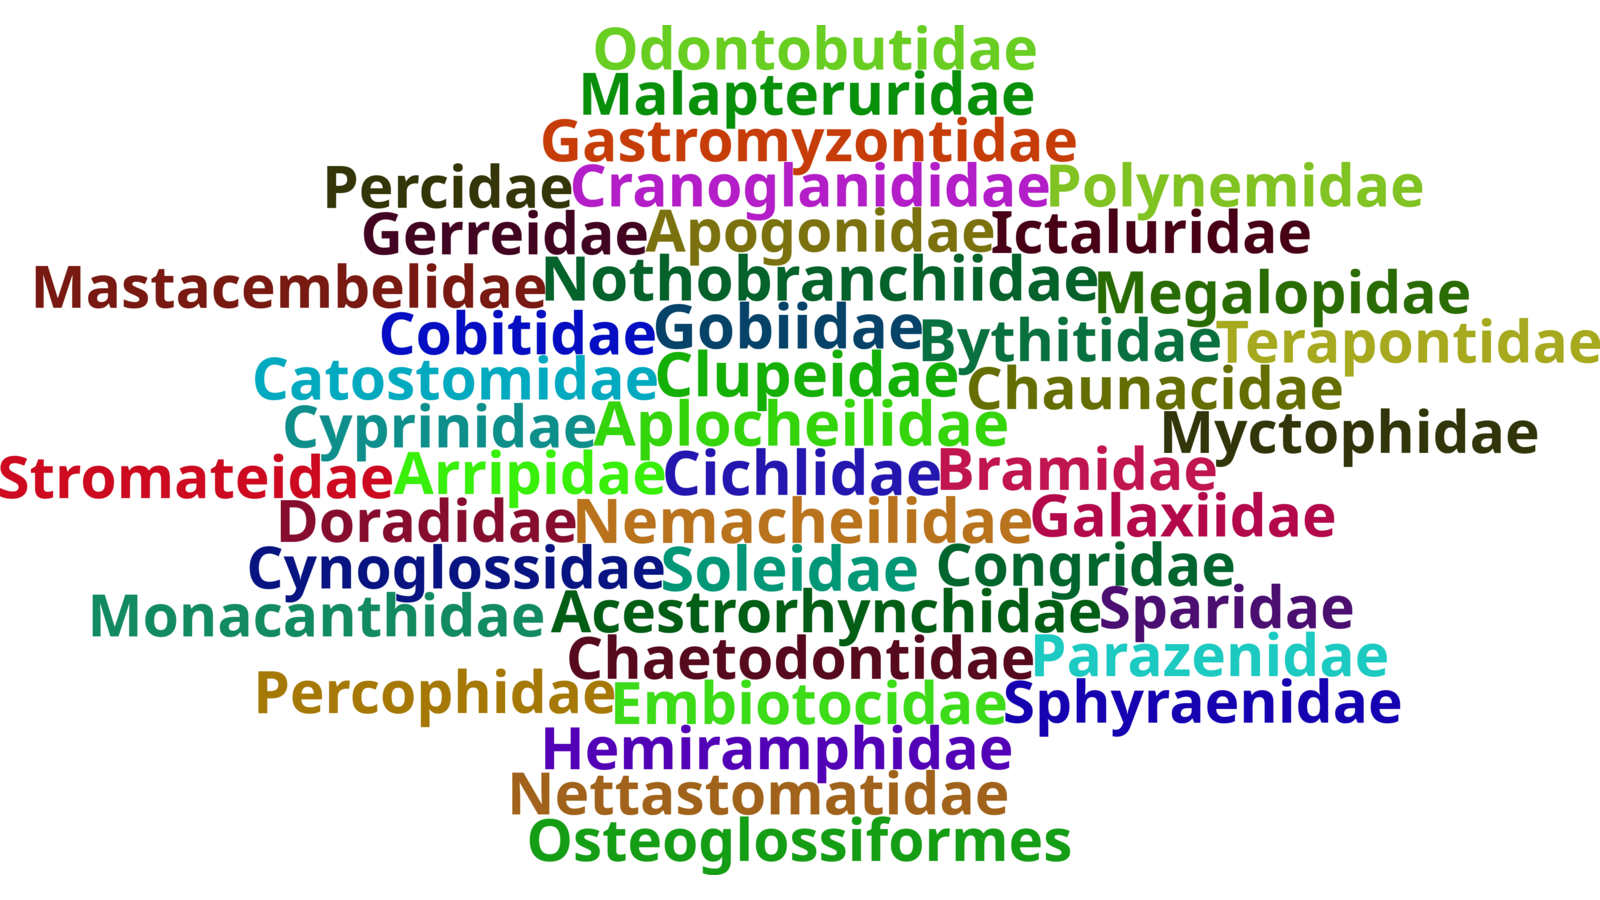 Odontobutidae
Malapteruridae
Gastromyzontidae
Percidae Cranoglanididae Polynemidae
Gerreidae Apogonidae Ictaluridae
Mastacembelidae Nothobranchiidae Megalopidae
Cobitidae Gobiidae Bythitidae Terapontidae
Catostomidae Clupeidae Chaunacidae
Cyprinidae Aplocheilidae Myctophidae
Stromateidae Arripidae Cichlidae Bramidae
Doradidae Nemacheilidae Galaxiidae
Cynoglossidae Soleidae Congridae
Monacanthidae Acestrorhynchidae Sparidae
Chaetodontidae Parazenidae
Percophidae Embiotocidae Sphyraenidae
Hemiramphidae
Nettastomatidae
Osteoglossiformes